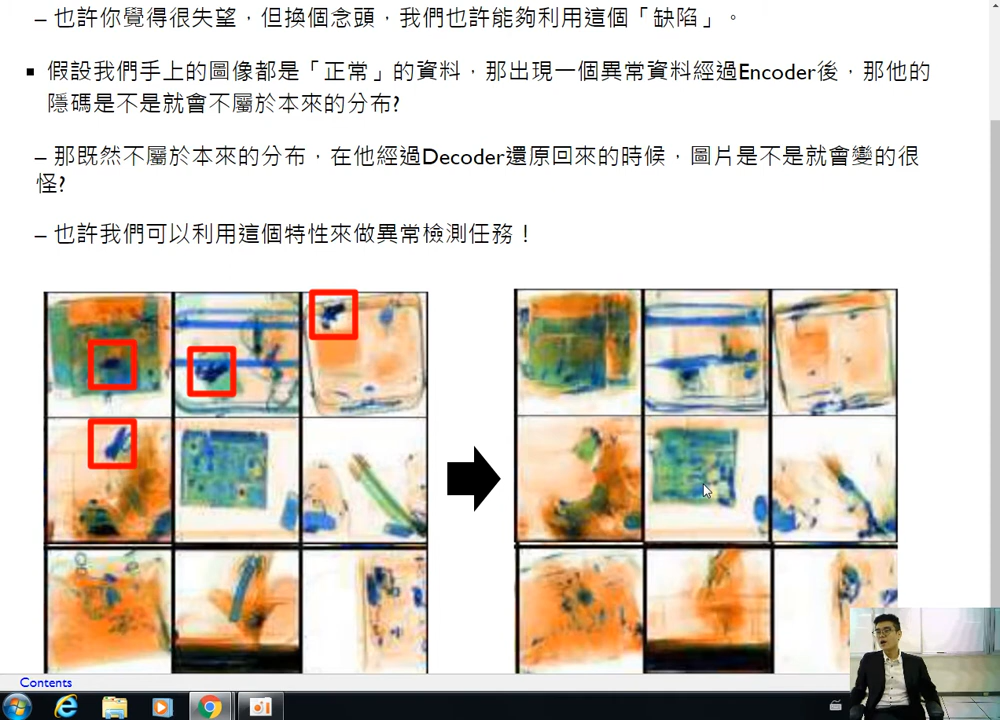 – 也許你覺得很失望，但換個念頭，我們也許能夠利用這個「缺陷」。
▪ 假設我們手上的圖像都是「正常」的資料，那出現一個異常資料經過Encoder後，那他的
隱碼是不是就會不屬於本來的分布?
– 那既然不屬於本來的分布，在他經過Decoder還原回來的時候，圖片是不是就會變的很
怪?
– 也許我們可以利用這個特性來做異常檢測任務！
Contents